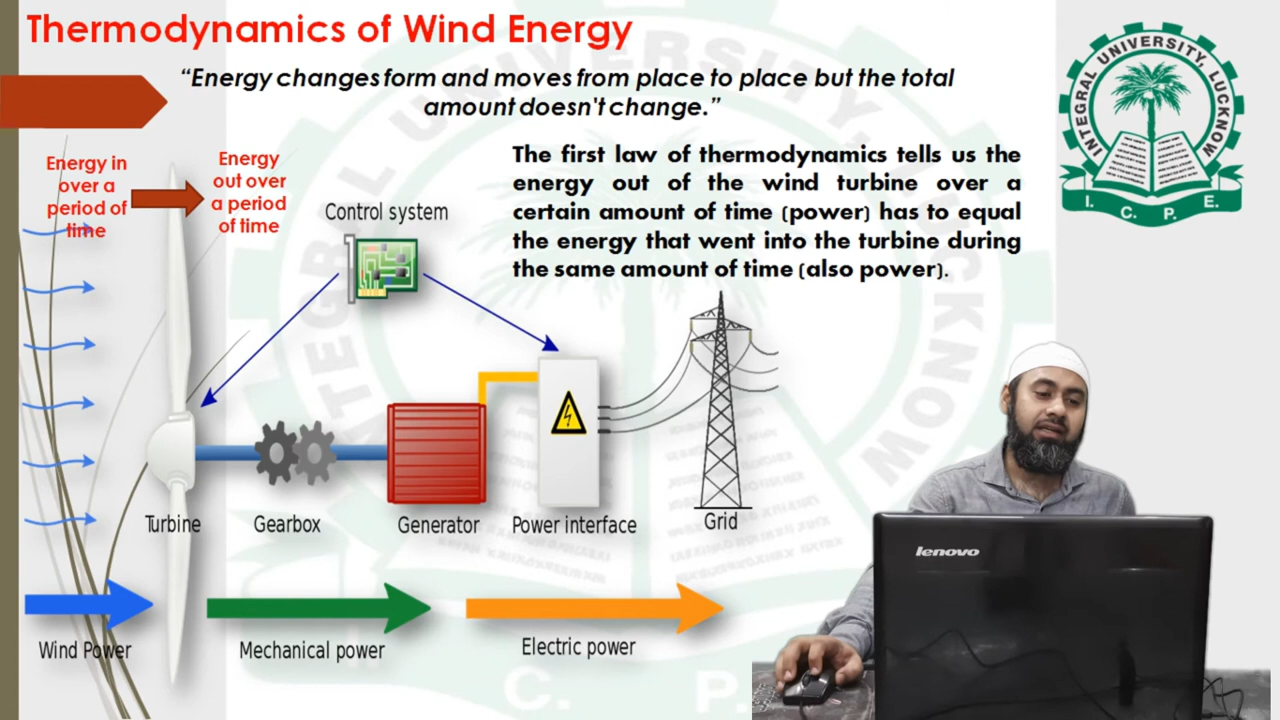 Thermodynamics of Wind Energy
“Energy changes form and moves from place to place but the total
amount doesn't change.”
The first law of thermodynamics tells us the
energy out of the wind turbine over a
certain amount of time (power) has to equal
the energy that went into the turbine during
the same amount of time (also power).
Energy in
over a
period of
time
Energy
out over
a period
of time
Control system
Turbine
Gearbox
Generator
Power interface
Grid
Wind Power
Mechanical power
Electric power
INTEGRAL UNIVERSITY, LUCKNOW
I. C. P. E.
lenovo